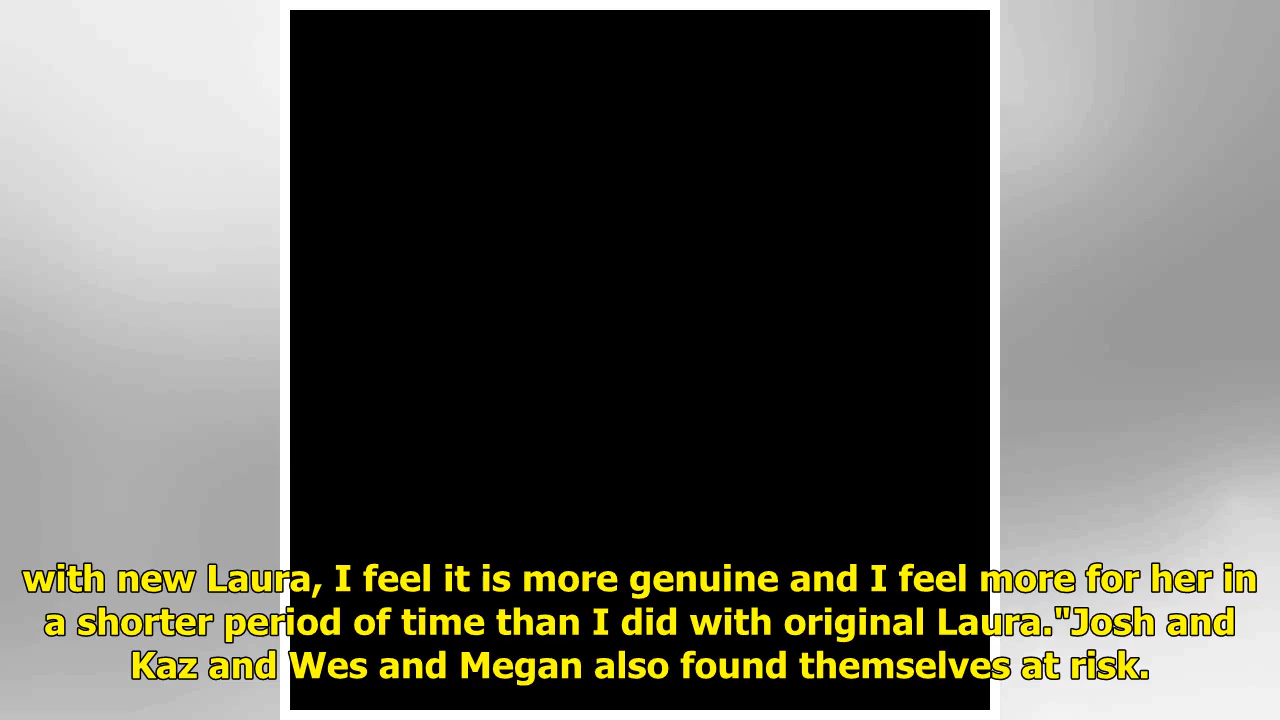 with new Laura, I feel it is more genuine and I feel more for her in
a shorter period of time than I did with original Laura."Josh and
Kaz and Wes and Megan also found themselves at risk.